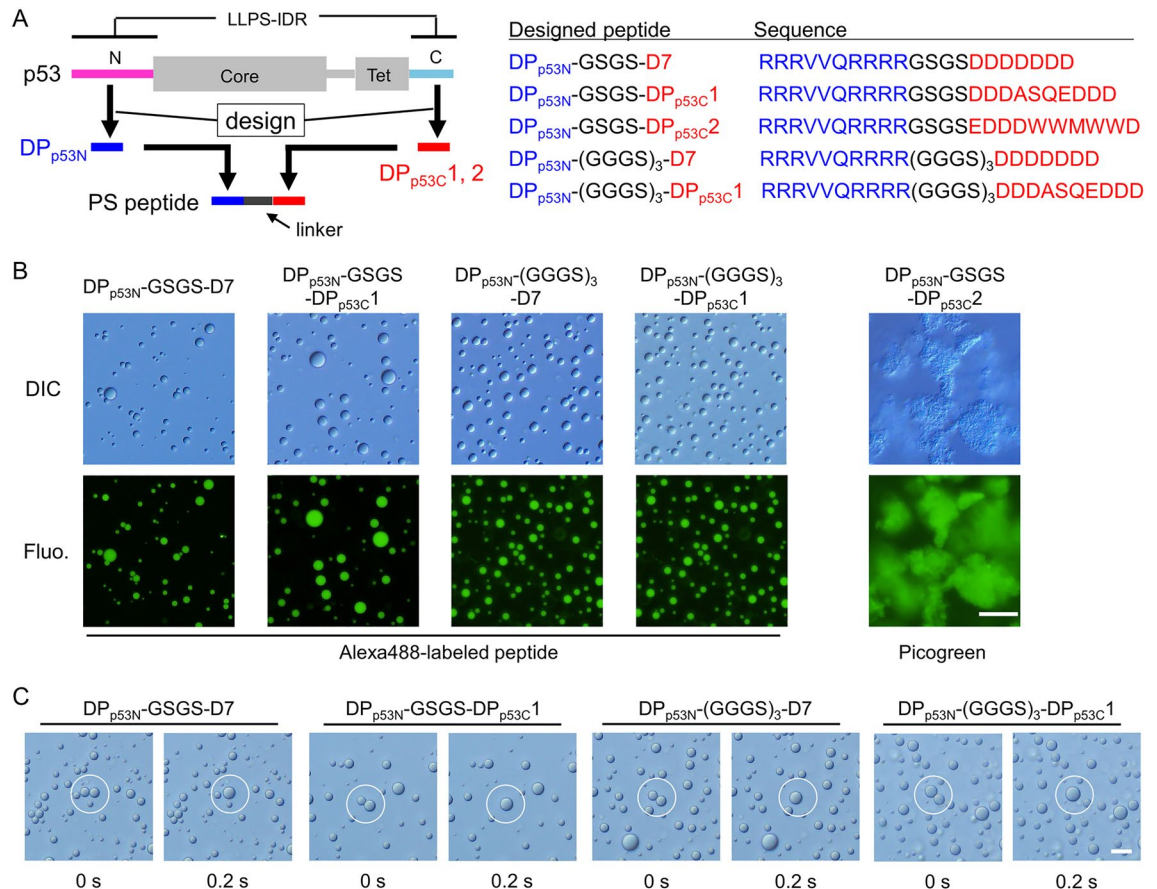 A
LLPS-IDR
N
C
p53
Core
Tet
design
DPp53N
DPp53C1, 2
PS peptide
linker
Designed peptide Sequence
DPp53N-GSGS-D7 RRRVVQRRRRGSGSDDDDDDD
DPp53N-GSGS-DPp53C1 RRRVVQRRRRGSGSDDDASQEDDD
DPp53N-GSGS-DPp53C2 RRRVVQRRRRGSGSEDDDWWMWWD
DPp53N-(GGGS)3-D7 RRRVVQRRRR(GGGS)3DDDDDDD
DPp53N-(GGGS)3-DPp53C1 RRRVVQRRRR(GGGS)3DDDASQEDDD
B
DPp53N-GSGS-D7
DPp53N-GSGS
-DPp53C1
DPp53N-(GGGS)3
-D7
DPp53N-(GGGS)3
-DPp53C1
DPp53N-GSGS
-DPp53C2
DIC
Fluo.
Alexa488-labeled peptide
Picogreen
C
DPp53N-GSGS-D7
DPp53N-GSGS-DPp53C1
DPp53N-(GGGS)3-D7
DPp53N-(GGGS)3-DPp53C1
0 s 0.2 s 0 s 0.2 s 0 s 0.2 s 0 s 0.2 s